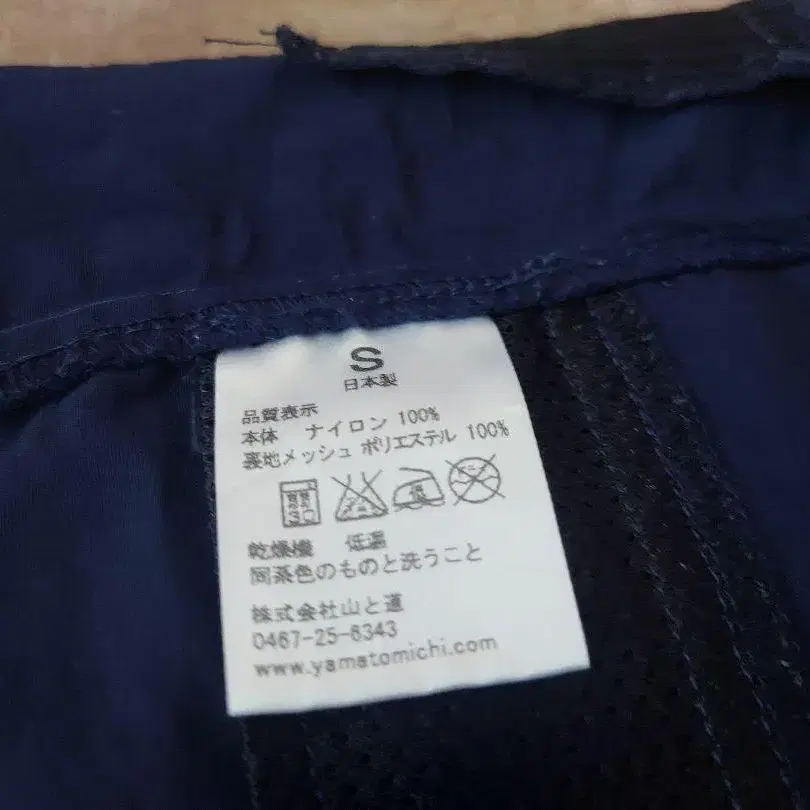 S
日本製
品質表示
本体 ナイロン 100%
裏地メッシュ ポリエステル 100%
乾燥機 低温
同系色のものと洗うこと
株式会社山と道
0467-25-6343
www.yamatomichi.com